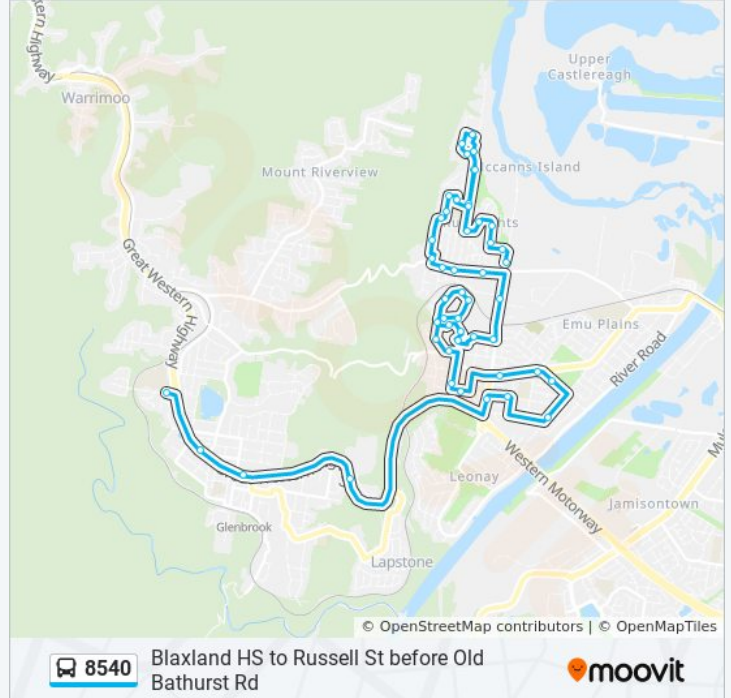 Highway
Warrimoo
Upper
Castlereagh
Mount Riverview
ccanns Island
Great Western Highway
Emu Plains
River Road
Western Motorway
Leonay
Jamisontown
Glenbrook
Lapstone
© OpenStreetMap contributors | © OpenMapTiles
8540
Blaxland HS to Russell St before Old
Bathurst Rd
moovit